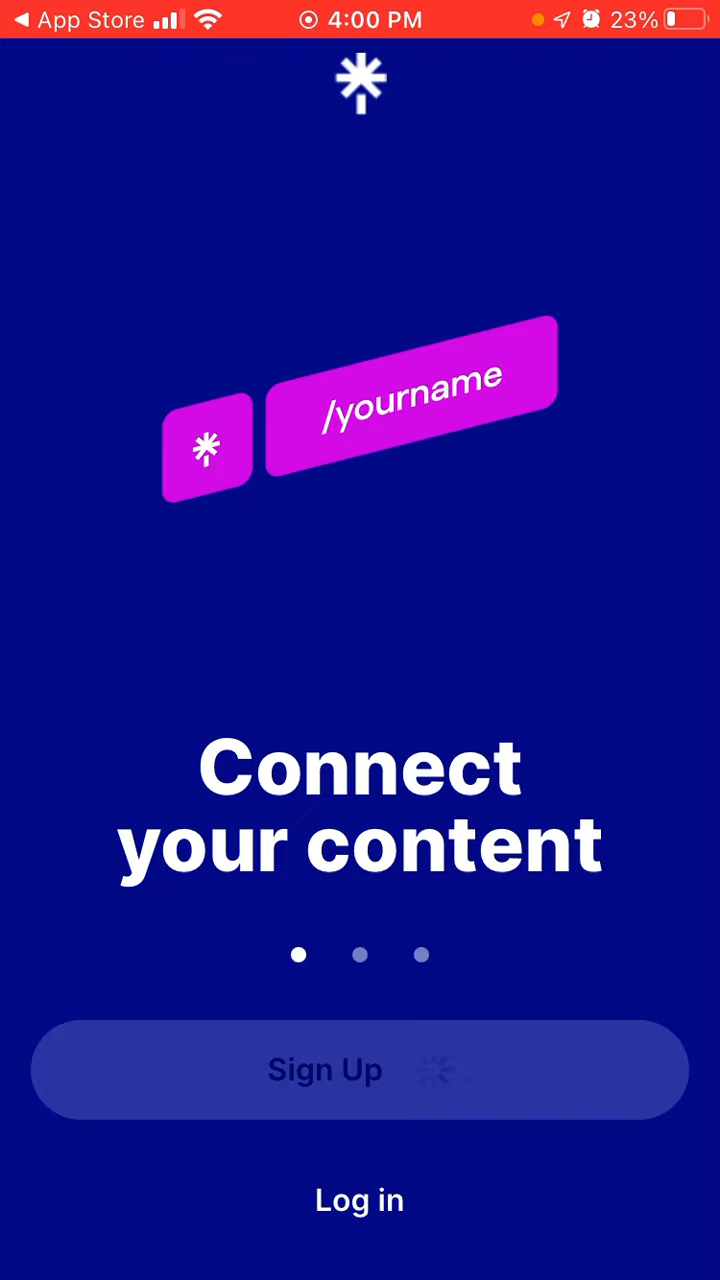 App Store
4:00 PM
23%
/yourname
Connect
your content
Sign Up
Log in